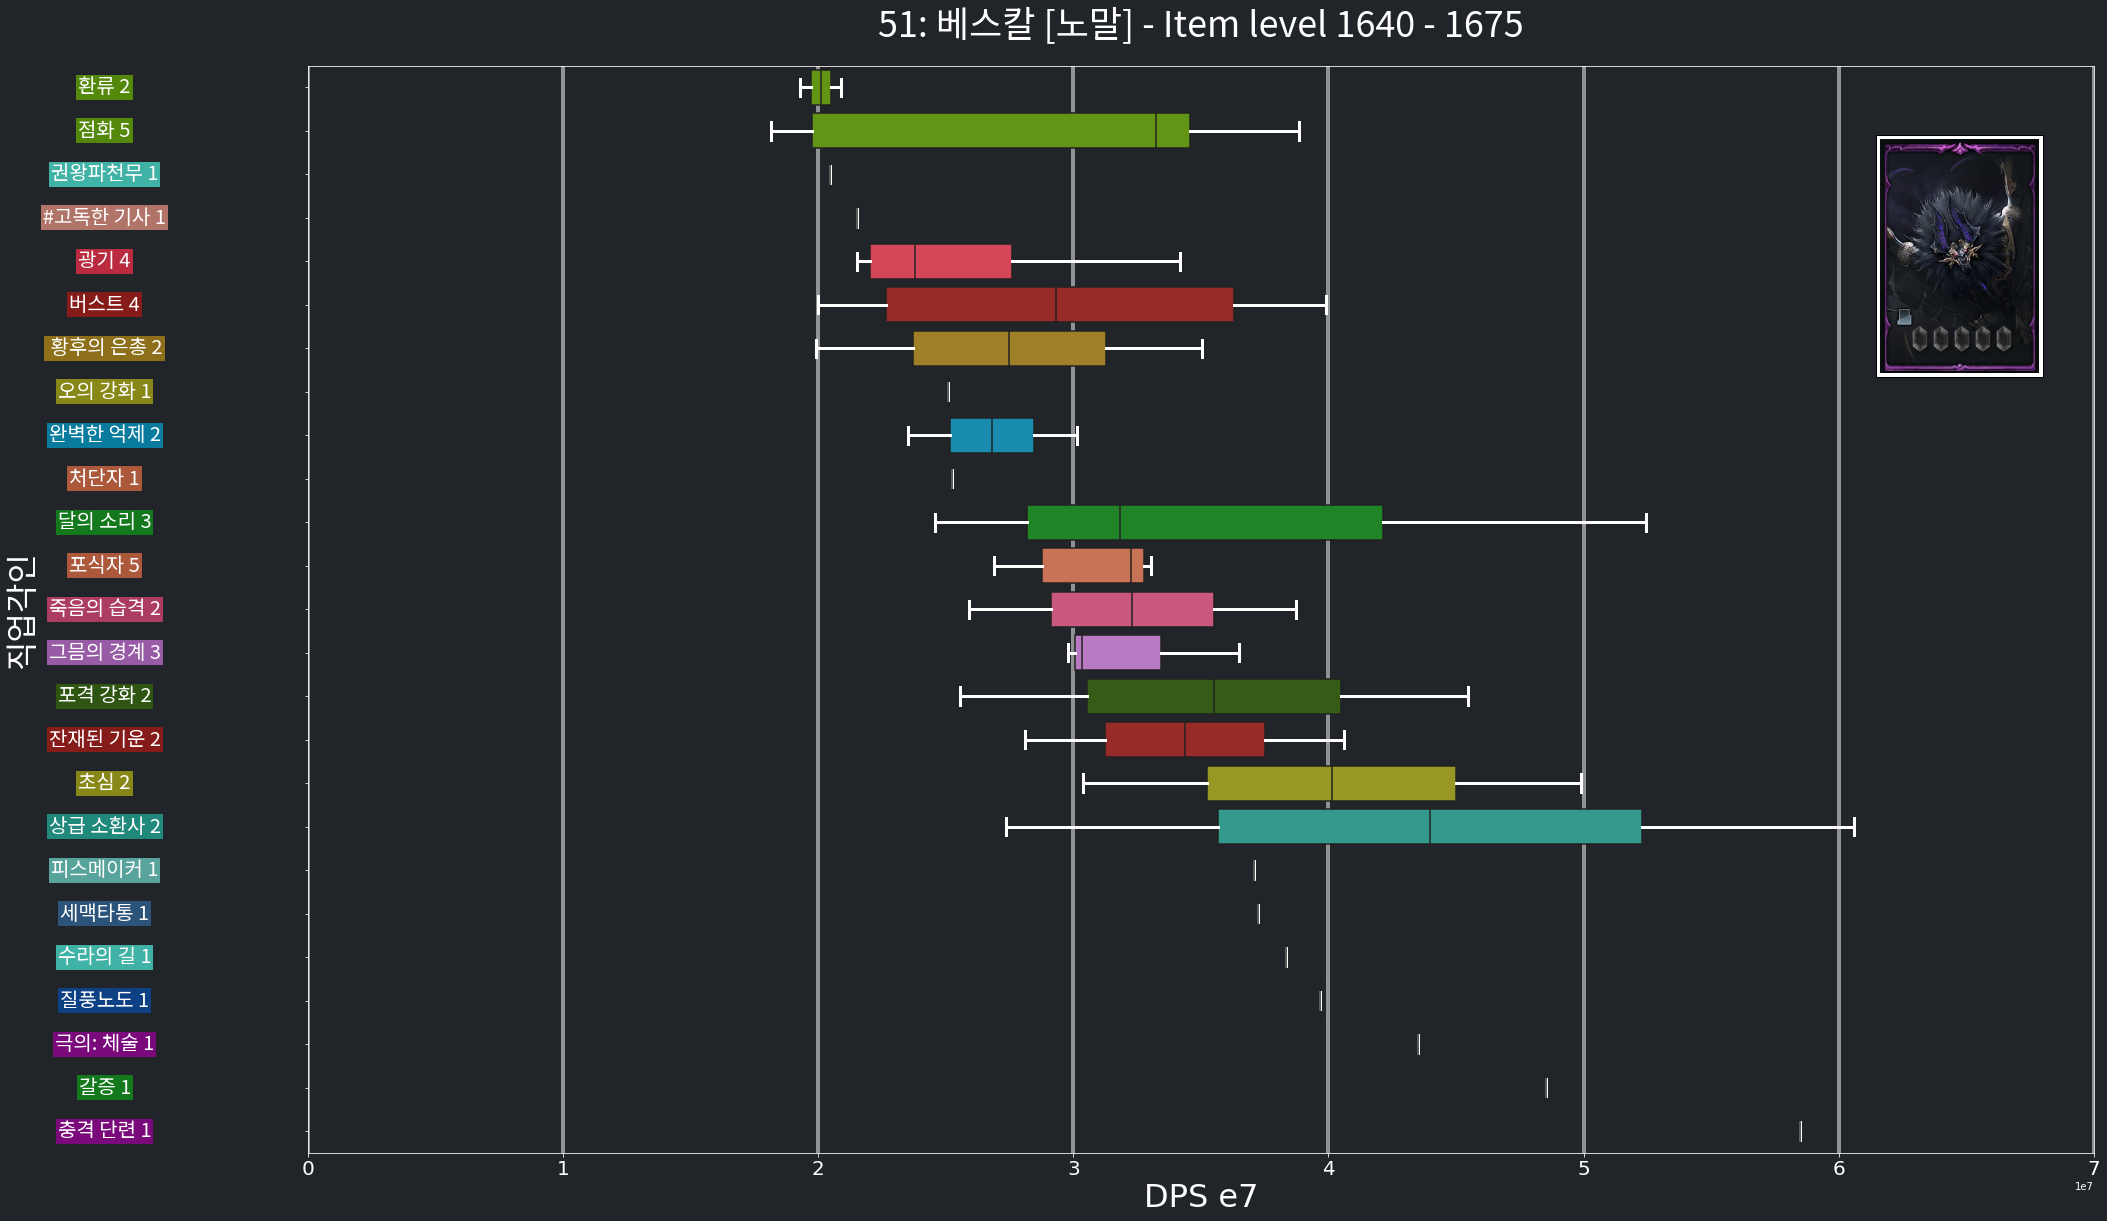 51: 베스칼 [노말] - Item level 1640 - 1675
환류 2
점화 5
권왕파천무 1
#고독한 기사 1
광기 4
버스트 4
황후의 은총 2
오의 강화 1
완벽한 억제 2
처단자 1
달의 소리 3
포식자 5
죽음의 습격 2
그믐의 경계 3
포격 강화 2
잔재된 기운 2
초심 2
상급 소환사 2
피스메이커 1
세맥타통 1
수라의 길 1
질풍노도 1
극의: 체술 1
갈증 1
충격 단련 1
직업각인
0 1 2 3 4 5 6 7
1e7
DPS e7